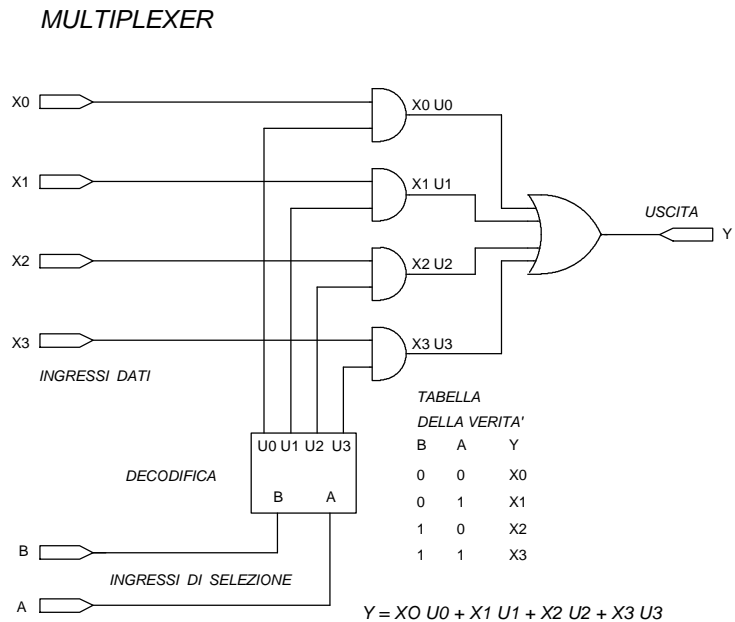 MULTIPLEXER
X0
X0 U0
X1
X1 U1
USCITA
Y
X2
X2 U2
X3
X3 U3
INGRESSI DATI
TABELLA
DELLA VERITA'
U0 U1 U2 U3
B A Y
DECODIFICA
0 0 X0
B A
0 1 X1
1 0 X2
B
1 1 X3
INGRESSI DI SELEZIONE
A
Y = XO U0 + X1 U1 + X2 U2 + X3 U3